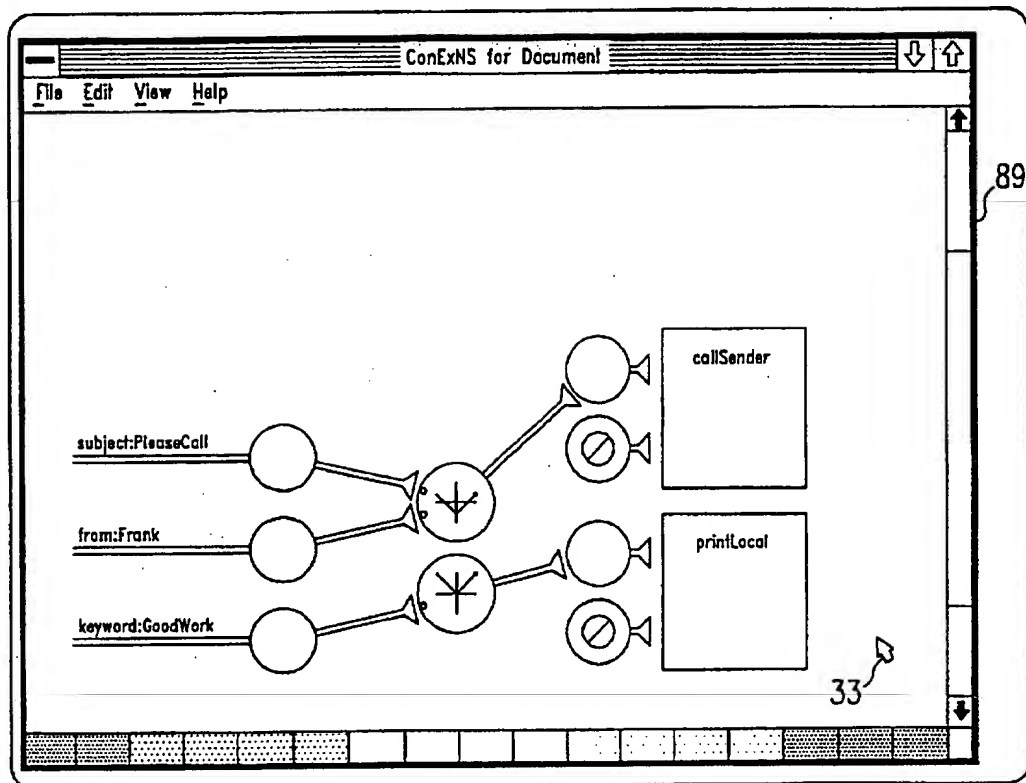 ConExNS for Document
File Edit View Help
89
callSender
subject:PleaseCall
from:Frank
printLocal
keyword:GoodWork
33